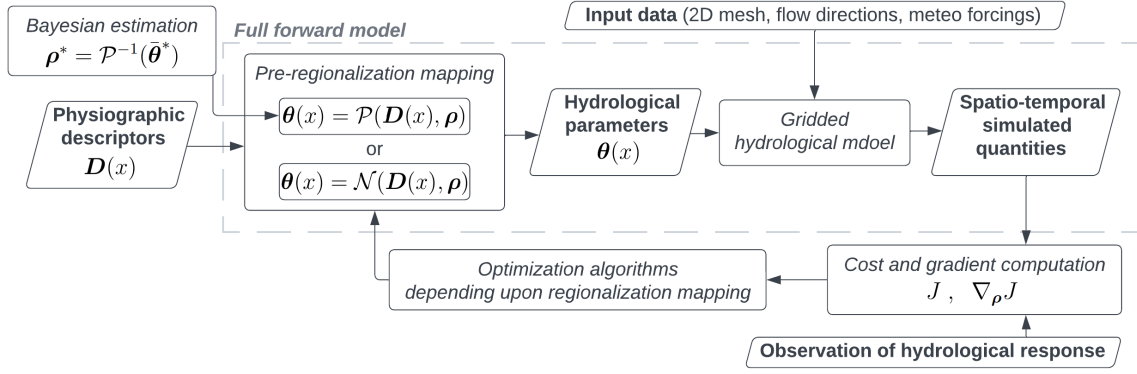 Bayesian estimation
ρ* = P⁻¹(θ̄*)
Full forward model
Input data (2D mesh, flow directions, meteo forcings)
Physiographic
descriptors
D(x)
Pre-regionalization mapping
θ(x) = P(D(x), ρ)
or
θ(x) = N(D(x), ρ)
Hydrological
parameters
θ(x)
Gridded
hydrological mdoel
Spatio-temporal
simulated
quantities
Optimization algorithms
depending upon regionalization mapping
Cost and gradient computation
J , ∇ρJ
Observation of hydrological response